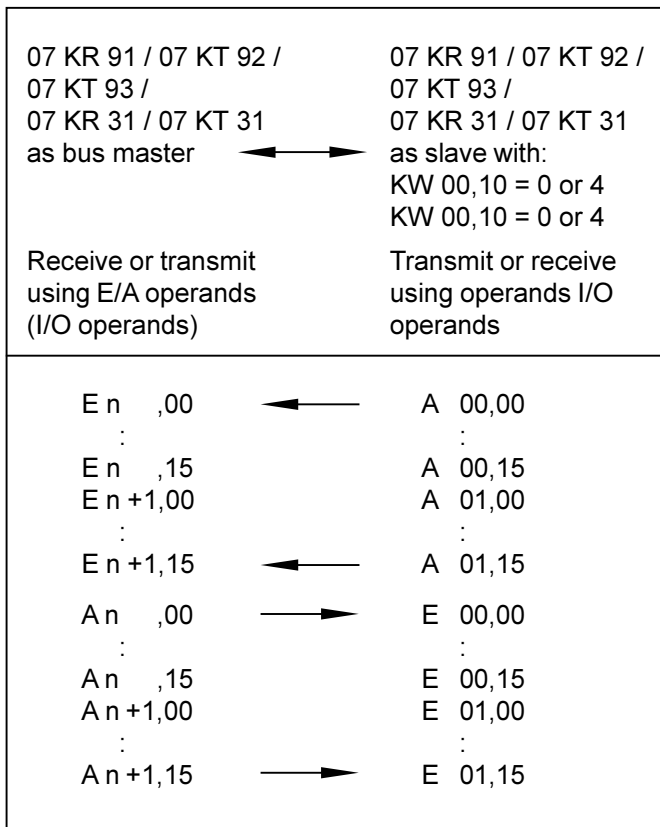 07 KR 91 / 07 KT 92 /
07 KT 93 /
07 KR 31 / 07 KT 31
as bus master
07 KR 91 / 07 KT 92 /
07 KT 93 /
07 KR 31 / 07 KT 31
as slave with:
KW 00,10 = 0 or 4
KW 00,10 = 0 or 4
Receive or transmit
using E/A operands
(I/O operands)
Transmit or receive
using operands I/O
operands
E n ,00 A 00,00
: :
E n ,15 A 00,15
E n +1,00 A 01,00
: :
E n +1,15 A 01,15
A n ,00 E 00,00
: :
A n ,15 E 00,15
A n +1,00 E 01,00
: :
A n +1,15 E 01,15